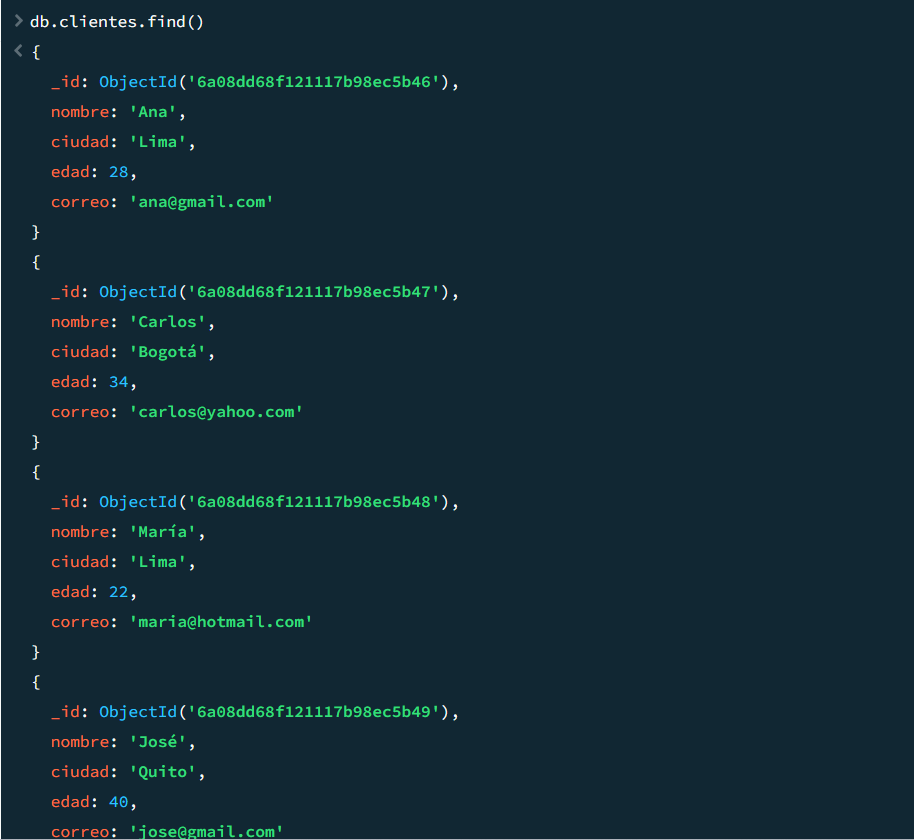 > db.clientes.find()
< {
_id: ObjectId('6a08dd68f121117b98ec5b46'),
nombre: 'Ana',
ciudad: 'Lima',
edad: 28,
correo: 'ana@gmail.com'
}
{
_id: ObjectId('6a08dd68f121117b98ec5b47'),
nombre: 'Carlos',
ciudad: 'Bogotá',
edad: 34,
correo: 'carlos@yahoo.com'
}
{
_id: ObjectId('6a08dd68f121117b98ec5b48'),
nombre: 'María',
ciudad: 'Lima',
edad: 22,
correo: 'maria@hotmail.com'
}
{
_id: ObjectId('6a08dd68f121117b98ec5b49'),
nombre: 'José',
ciudad: 'Quito',
edad: 40,
correo: 'jose@gmail.com'